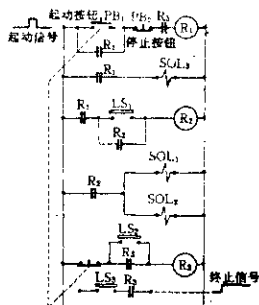 起动按钮 PB₁ PB₂ R₃
起动信号
R₁
R₁
停止按钮
R₁ SOL₃
R₁ LS₁
R₂
R₂
SOL₁
R₂
SOL₂
LS₂
终止信号
R₃
R₃
LS₃ R₃